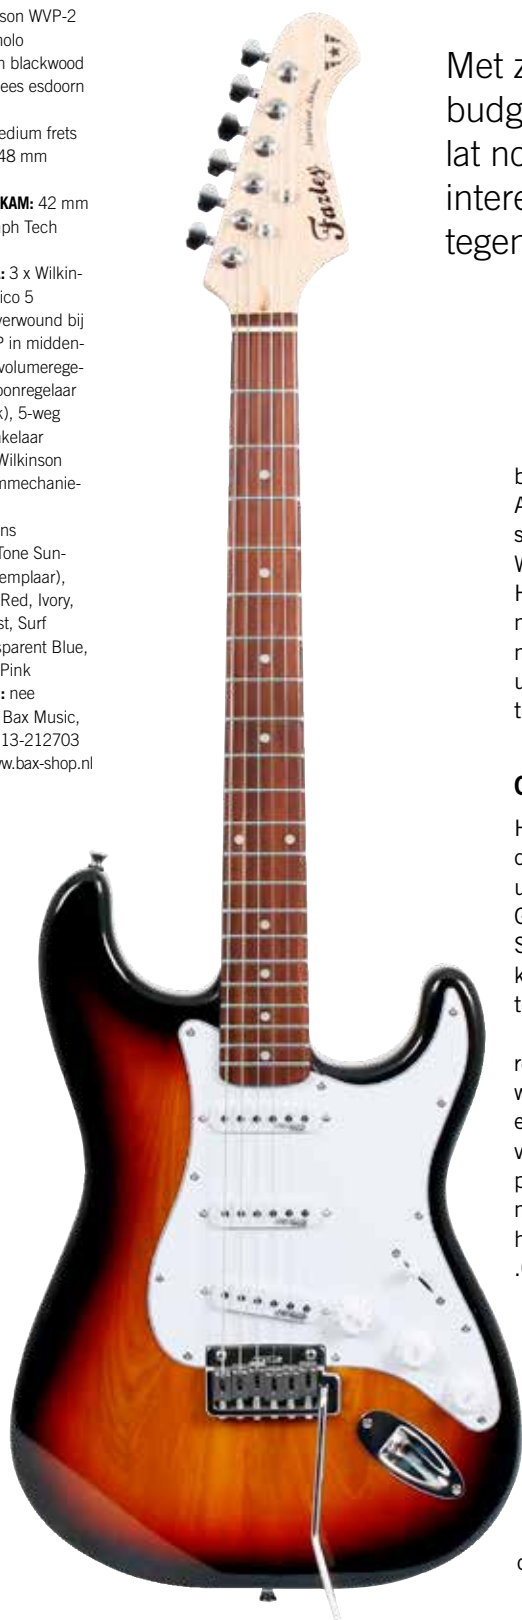 son WVP-2
nolo
n blackwood
ees esdoorn
edium frets
48 mm
KAM: 42 mm
ph Tech
: 3 x Wilkin-
ico 5
verwound bij
P in midden-
volumerege-
oonregelaar
k), 5-weg
kelaar
Wilkinson
mmechanie-
ns
Tone Sun-
emplaar),
Red, Ivory,
st, Surf
sparent Blue,
Pink
: nee
Bax Music,
13-212703
w.bax-shop.nl
Fazley
Met z
budg
lat no
intere
tegen
b
A
s
W
H
n
n
u
t
H
c
u
G
S
k
t
r
w
e
v
p
n
h